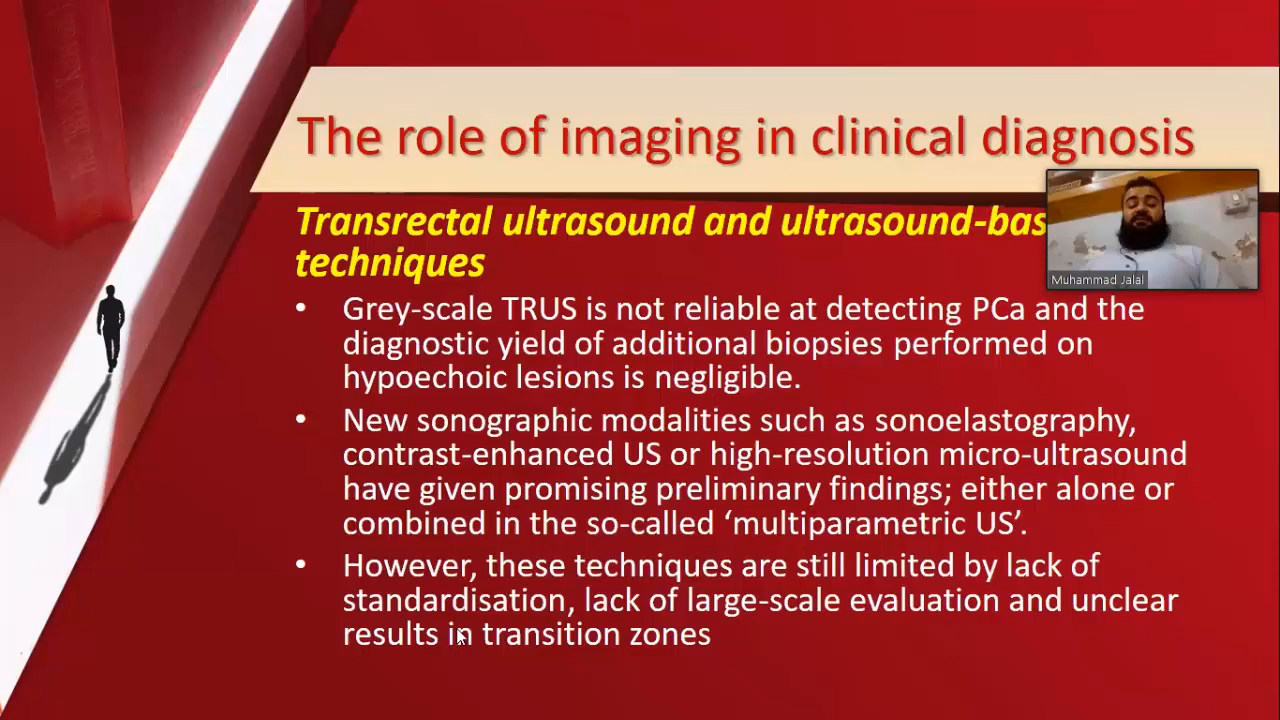 The role of imaging in clinical diagnosis
Transrectal ultrasound and ultrasound-bas
techniques
Muhammad Jalal
• Grey-scale TRUS is not reliable at detecting PCa and the
diagnostic yield of additional biopsies performed on
hypoechoic lesions is negligible.
• New sonographic modalities such as sonoelastography,
contrast-enhanced US or high-resolution micro-ultrasound
have given promising preliminary findings; either alone or
combined in the so-called ‘multiparametric US’.
• However, these techniques are still limited by lack of
standardisation, lack of large-scale evaluation and unclear
results in transition zones